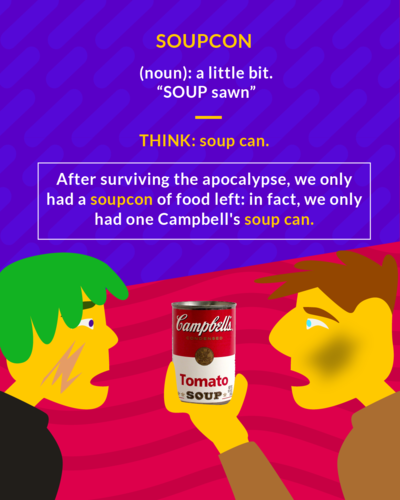 SOUPCON
(noun): a little bit.
“SOUP sawn”
THINK: soup can.
After surviving the apocalypse, we only
had a soupcon of food left: in fact, we only
had one Campbell's soup can.
Campbell's
Tomato
SOUP